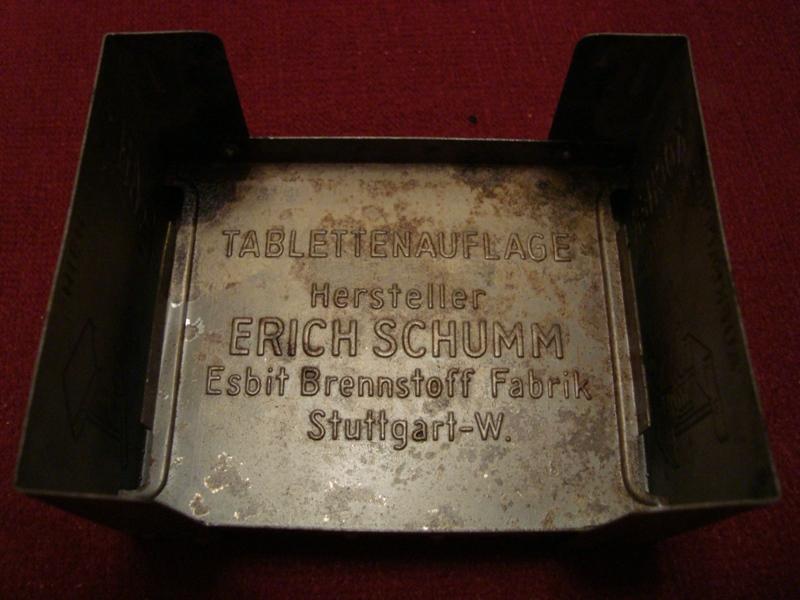 TABLETTENAUFLAGE
Hersteller
ERICH SCHUMM
Esbit Brennstoff Fabrik
Stuttgart-W.